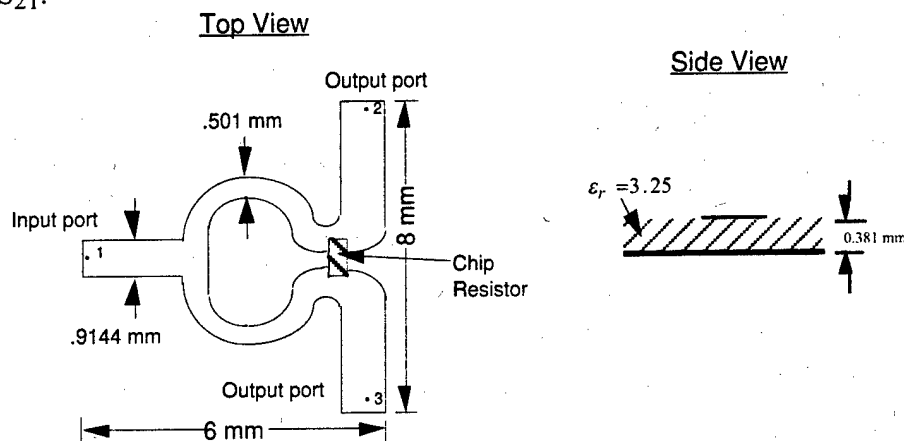 S21.
Top View
Side View
Output port
2
.501 mm
εr =3.25
Input port
1
8 mm
0.381 mm
Chip
Resistor
.9144 mm
Output port
3
6 mm